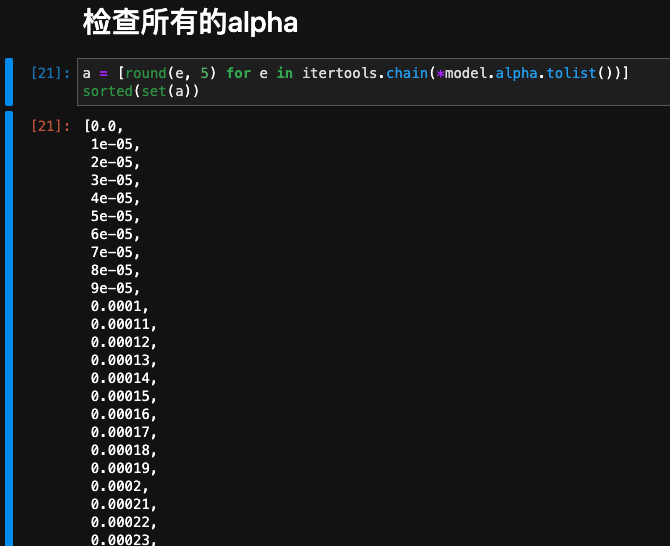 检查所有的alpha
[21]: a = [round(e, 5) for e in itertools.chain(*model.alpha.tolist())]
sorted(set(a))
[21]: [0.0,
1e-05,
2e-05,
3e-05,
4e-05,
5e-05,
6e-05,
7e-05,
8e-05,
9e-05,
0.0001,
0.00011,
0.00012,
0.00013,
0.00014,
0.00015,
0.00016,
0.00017,
0.00018,
0.00019,
0.0002,
0.00021,
0.00022,
0.00023,